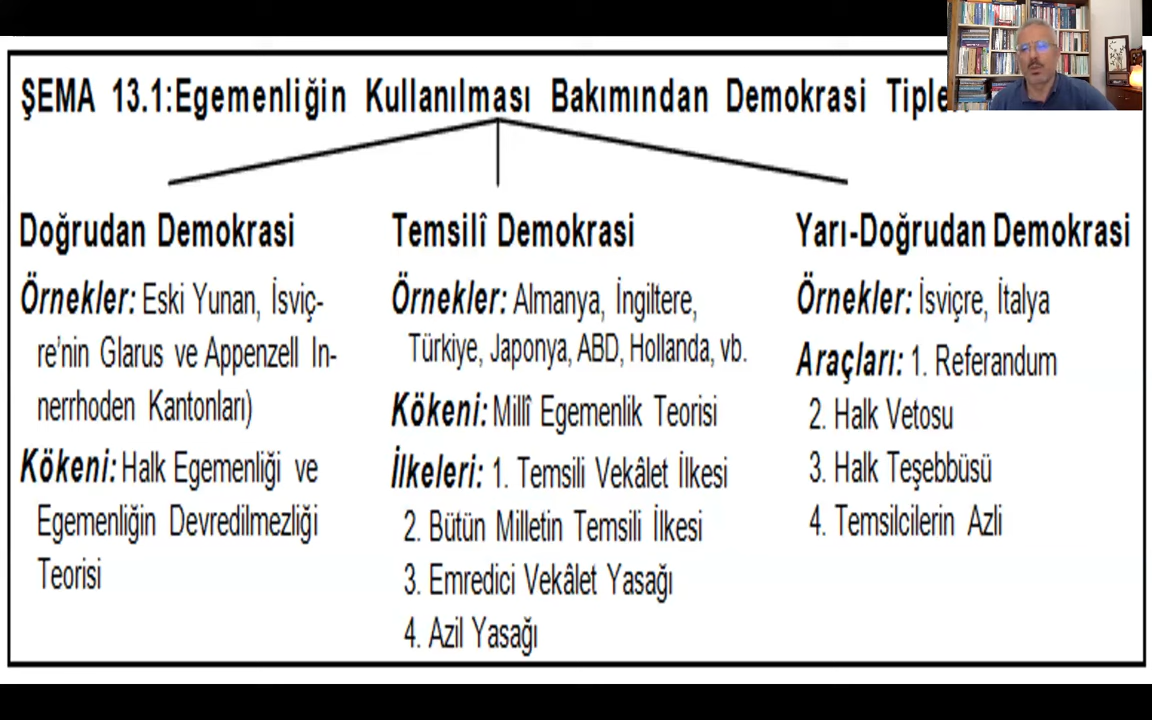 ŞEMA 13.1:Egemenliğin Kullanılması Bakımından Demokrasi
Doğrudan Demokrasi
Örnekler: Eski Yunan, İsviç-
re'nin Glarus ve Appenzell In-
nerrhoden Kantonları)
Kökeni: Halk Egemenliği ve
Egemenliğin Devredilmezliği
Teorisi
Temsilî Demokrasi
Örnekler: Almanya, İngiltere,
Türkiye, Japonya, ABD, Hollanda, vb.
Kökeni: Millî Egemenlik Teorisi
İlkeleri: 1. Temsili Vekâlet İlkesi
2. Bütün Milletin Temsili İlkesi
3. Emredici Vekâlet Yasağı
4. Azil Yasağı
Yarı-Doğrudan Demokrasi
Örnekler: İsviçre, İtalya
Araçları: 1. Referandum
2. Halk Vetosu
3. Halk Teşebbüsü
4. Temsilcilerin Azli